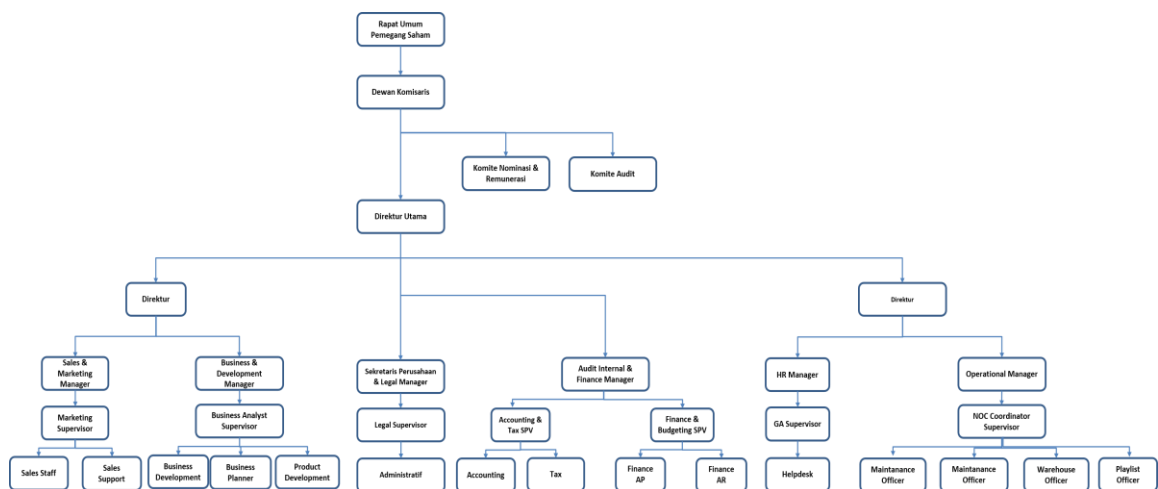 Rapat Umum
Pemegang Saham
Dewan Komisaris
Komite Nominasi &
Remunerasi
Komite Audit
Direktur Utama
Direktur
Direktur
Sales &
Marketing
Manager
Business &
Development
Manager
Sekretaris Perusahaan
& Legal Manager
Audit Internal &
Finance Manager
HR Manager
Operational Manager
Marketing
Supervisor
Business Analyst
Supervisor
Legal Supervisor
Accounting &
Tax SPV
Finance &
Budgeting SPV
GA Supervisor
NOC Coordinator
Supervisor
Sales Staff
Sales
Support
Business
Development
Business
Planner
Product
Development
Administratif
Accounting
Tax
Finance
AP
Finance
AR
Helpdesk
Maintanance
Officer
Maintanance
Officer
Warehouse
Officer
Playlist
Officer